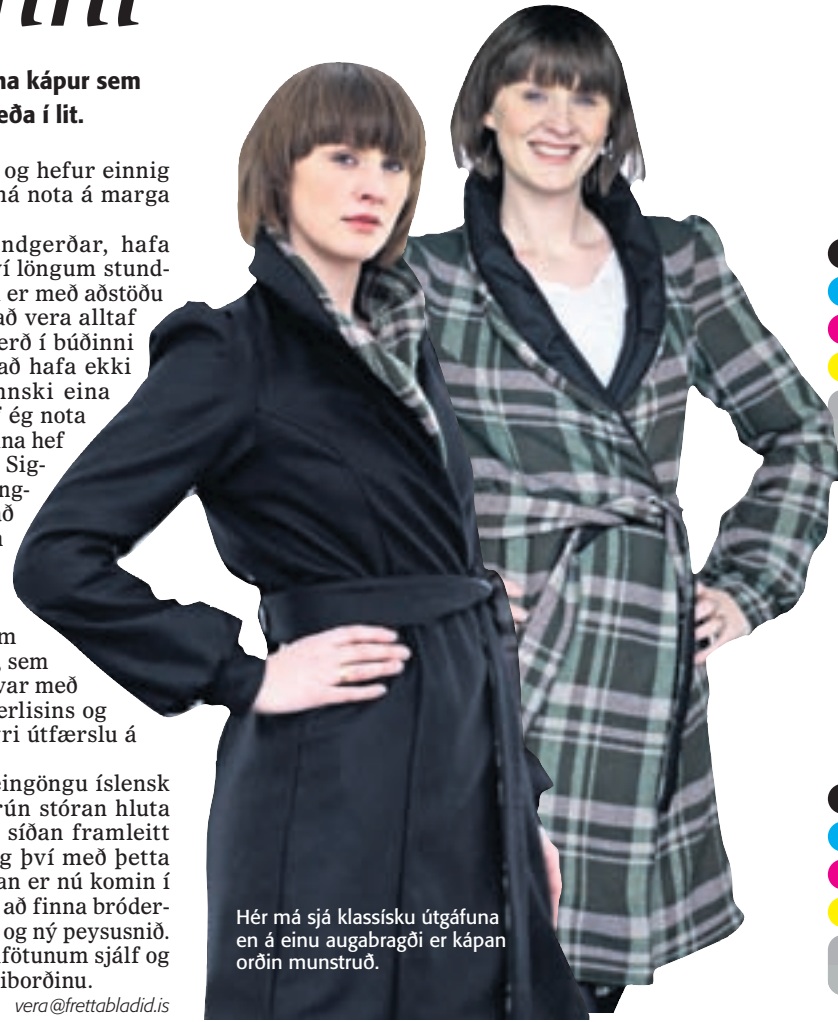 na kápur sem
eða í lit.
og hefur einnig
má nota á marga
ndgerðar, hafa
ví löngum stund-
er með aðstöðu
að vera alltaf
erð í búðinni
að hafa ekki
nnski eina
f ég nota
na hef
Sig-
ng-
ð
m
, sem
var með
erlisins og
ri útfærslu á
eingöngu íslensk
rún stóran hluta
síðan framleitt
g því með þetta
an er nú komin í
að finna bróder-
og ný peysusnið.
fötunum sjálf og
iborðinu.
vera@frettabladid.is
Hér má sjá klassísku útgáfuna
en á einu augabragði er kápan
orðin munstruð.